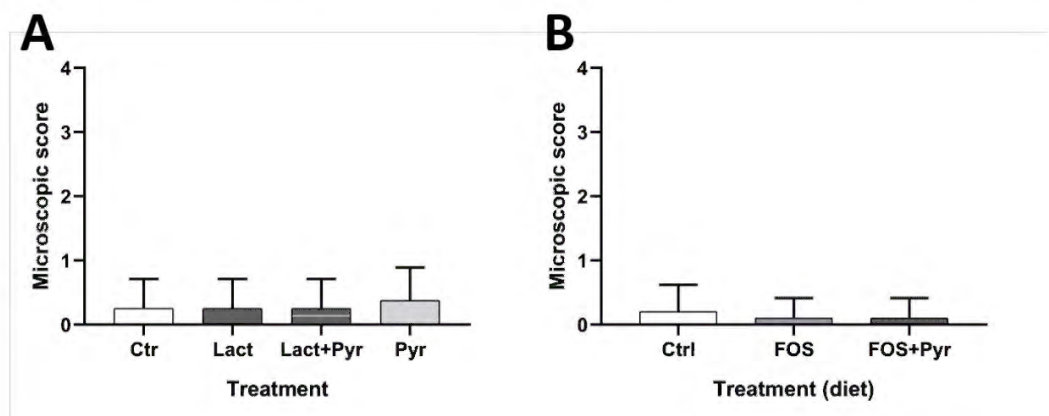 A
Microscopic score
4
3
2
1
0
Ctr Lact Lact+Pyr Pyr
Treatment
B
Microscopic score
4
3
2
1
0
Ctrl FOS FOS+Pyr
Treatment (diet)